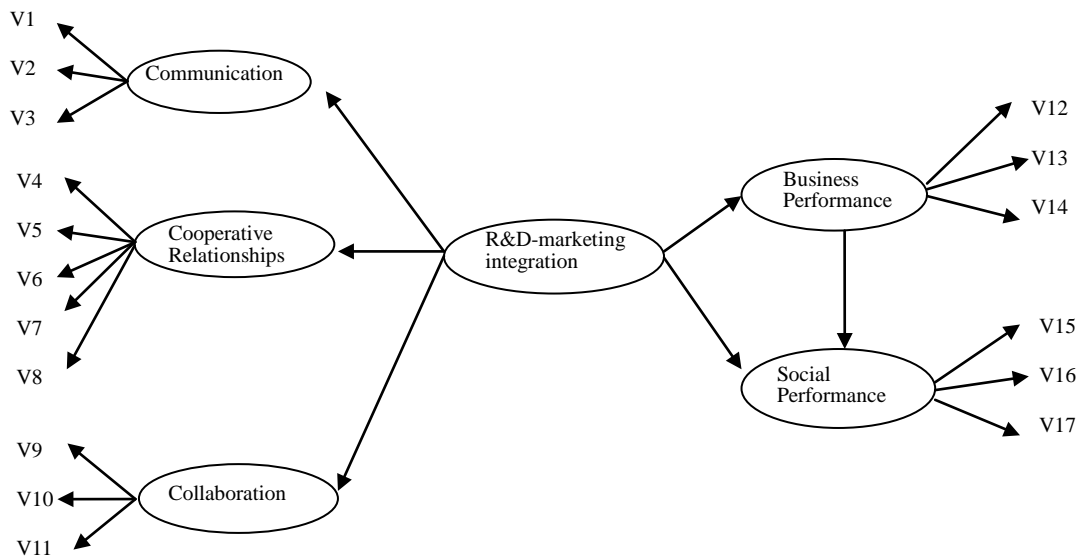 V1
V2
V3
Communication
V4
V5
V6
V7
V8
Cooperative
Relationships
V9
V10
V11
Collaboration
R&D-marketing
integration
Business
Performance
V12
V13
V14
Social
Performance
V15
V16
V17